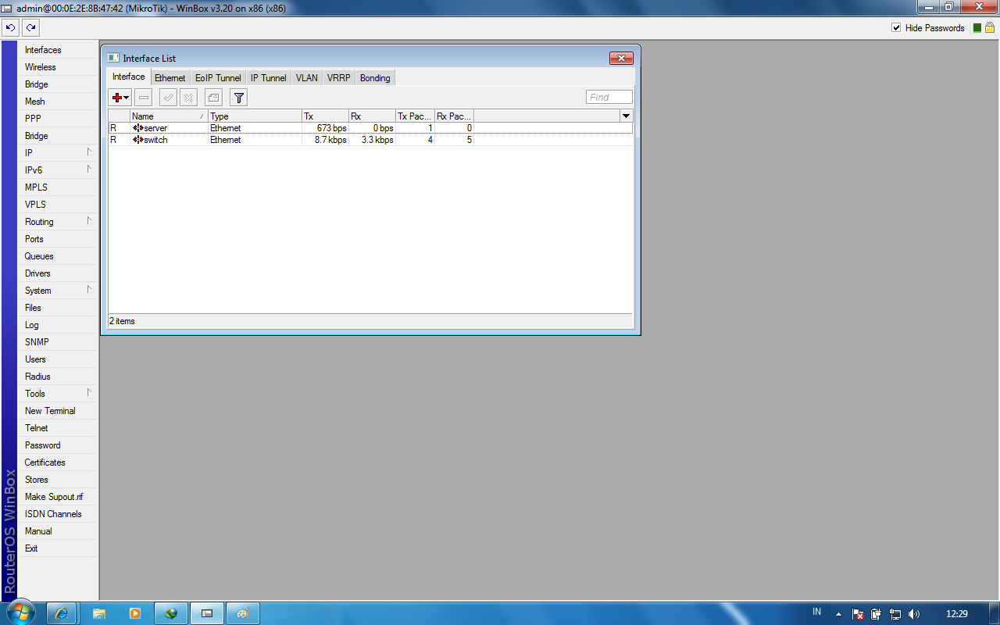 admin@00:0E:2E:8B:47:42 (MikroTik) - WinBox v3.20 on x86 (x86)
Hide Passwords
Interfaces
Wireless
Bridge
Mesh
PPP
Bridge
IP
IPv6
MPLS
VPLS
Routing
Ports
Queues
Drivers
System
Files
Log
SNMP
Users
Radius
Tools
New Terminal
Telnet
Password
Certificates
Stores
Make Supout.rif
ISDN Channels
Manual
Exit
RouterOS WinBox
Interface List
Interface Ethernet EoIP Tunnel IP Tunnel VLAN VRRP Bonding
Find
Name Type Tx Rx Tx Pac... Rx Pac...
R server Ethernet 673 bps 0 bps 1 0
R switch Ethernet 8.7 kbps 3.3 kbps 4 5
2 items
IN 12:29